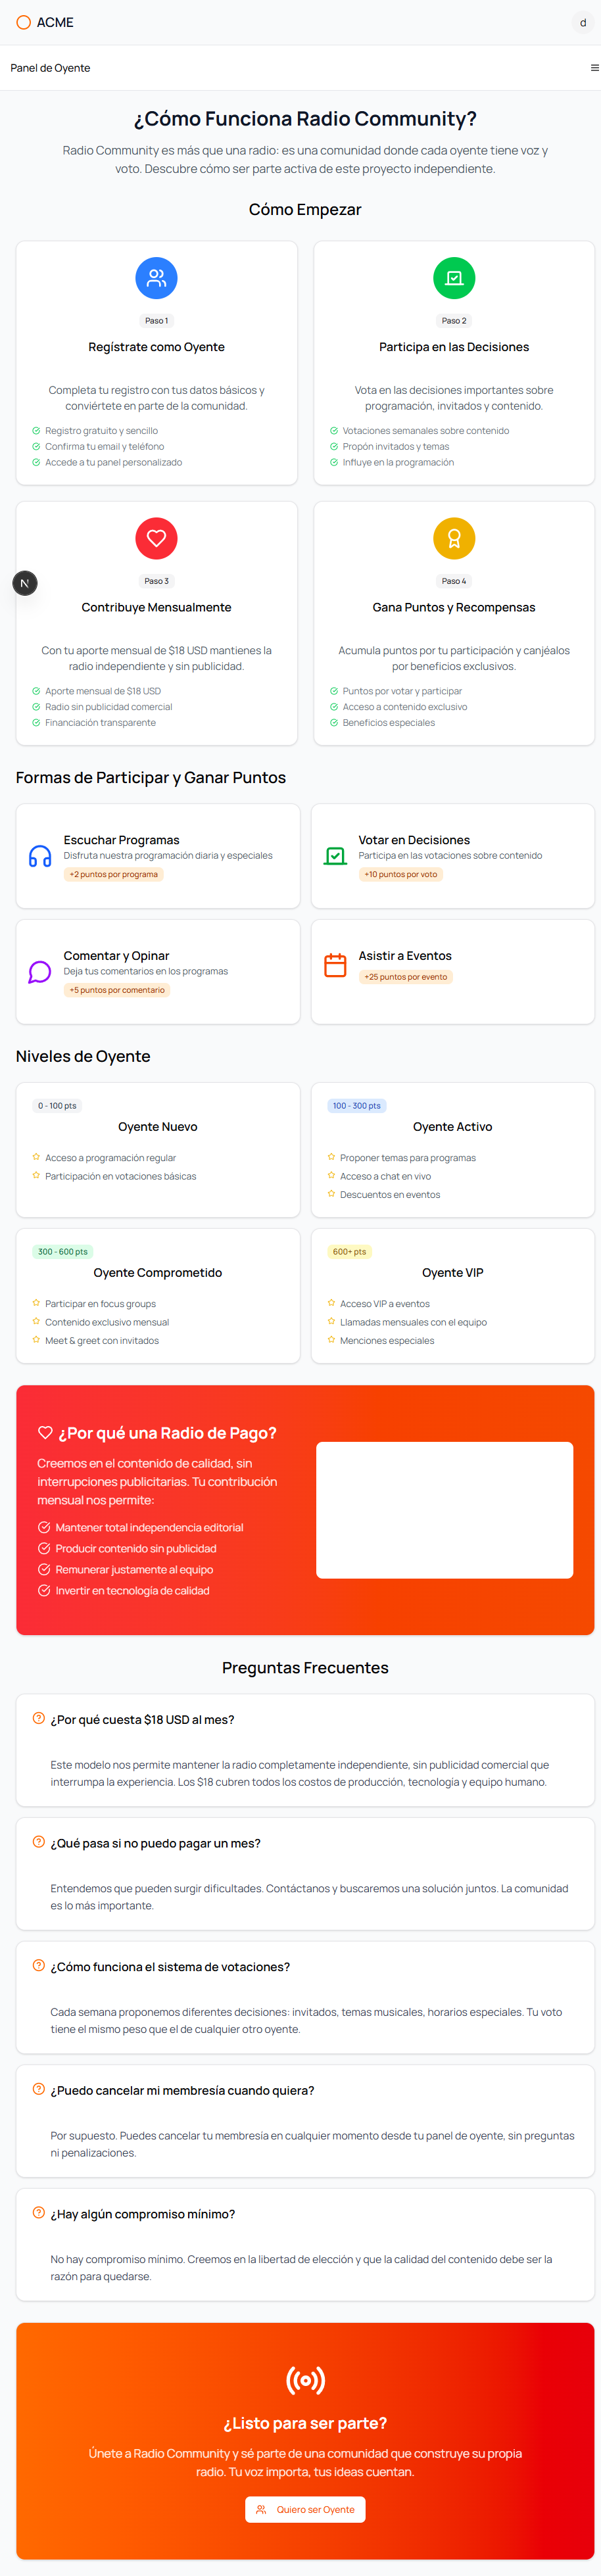 ACME
d
Panel de Oyente
¿Cómo Funciona Radio Community?
Radio Community es más que una radio: es una comunidad donde cada oyente tiene voz y
voto. Descubre cómo ser parte activa de este proyecto independiente.
Cómo Empezar
Paso 1
Regístrate como Oyente
Completa tu registro con tus datos básicos y
conviértete en parte de la comunidad.
Registro gratuito y sencillo
Confirma tu email y teléfono
Accede a tu panel personalizado
Paso 2
Participa en las Decisiones
Vota en las decisiones importantes sobre
programación, invitados y contenido.
Votaciones semanales sobre contenido
Propón invitados y temas
Influye en la programación
N
Paso 3
Contribuye Mensualmente
Con tu aporte mensual de $18 USD mantienes la
radio independiente y sin publicidad.
Aporte mensual de $18 USD
Radio sin publicidad comercial
Financiación transparente
Paso 4
Gana Puntos y Recompensas
Acumula puntos por tu participación y canjéalos
por beneficios exclusivos.
Puntos por votar y participar
Acceso a contenido exclusivo
Beneficios especiales
Formas de Participar y Ganar Puntos
Escuchar Programas
Disfruta nuestra programación diaria y especiales
+2 puntos por programa
Votar en Decisiones
Participa en las votaciones sobre contenido
+10 puntos por voto
Comentar y Opinar
Deja tus comentarios en los programas
+5 puntos por comentario
Asistir a Eventos
+25 puntos por evento
Niveles de Oyente
0 - 100 pts
Oyente Nuevo
Acceso a programación regular
Participación en votaciones básicas
100 - 300 pts
Oyente Activo
Proponer temas para programas
Acceso a chat en vivo
Descuentos en eventos
300 - 600 pts
Oyente Comprometido
Participar en focus groups
Contenido exclusivo mensual
Meet & greet con invitados
600+ pts
Oyente VIP
Acceso VIP a eventos
Llamadas mensuales con el equipo
Menciones especiales
¿Por qué una Radio de Pago?
Creemos en el contenido de calidad, sin
interrupciones publicitarias. Tu contribución
mensual nos permite:
Mantener total independencia editorial
Producir contenido sin publicidad
Remunerar justamente al equipo
Invertir en tecnología de calidad
Preguntas Frecuentes
¿Por qué cuesta $18 USD al mes?
Este modelo nos permite mantener la radio completamente independiente, sin publicidad comercial que
interrumpa la experiencia. Los $18 cubren todos los costos de producción, tecnología y equipo humano.
¿Qué pasa si no puedo pagar un mes?
Entendemos que pueden surgir dificultades. Contáctanos y buscaremos una solución juntos. La comunidad
es lo más importante.
¿Cómo funciona el sistema de votaciones?
Cada semana proponemos diferentes decisiones: invitados, temas musicales, horarios especiales. Tu voto
tiene el mismo peso que el de cualquier otro oyente.
¿Puedo cancelar mi membresía cuando quiera?
Por supuesto. Puedes cancelar tu membresía en cualquier momento desde tu panel de oyente, sin preguntas
ni penalizaciones.
¿Hay algún compromiso mínimo?
No hay compromiso mínimo. Creemos en la libertad de elección y que la calidad del contenido debe ser la
razón para quedarse.
¿Listo para ser parte?
Únete a Radio Community y sé parte de una comunidad que construye su propia
radio. Tu voz importa, tus ideas cuentan.
Quiero ser Oyente